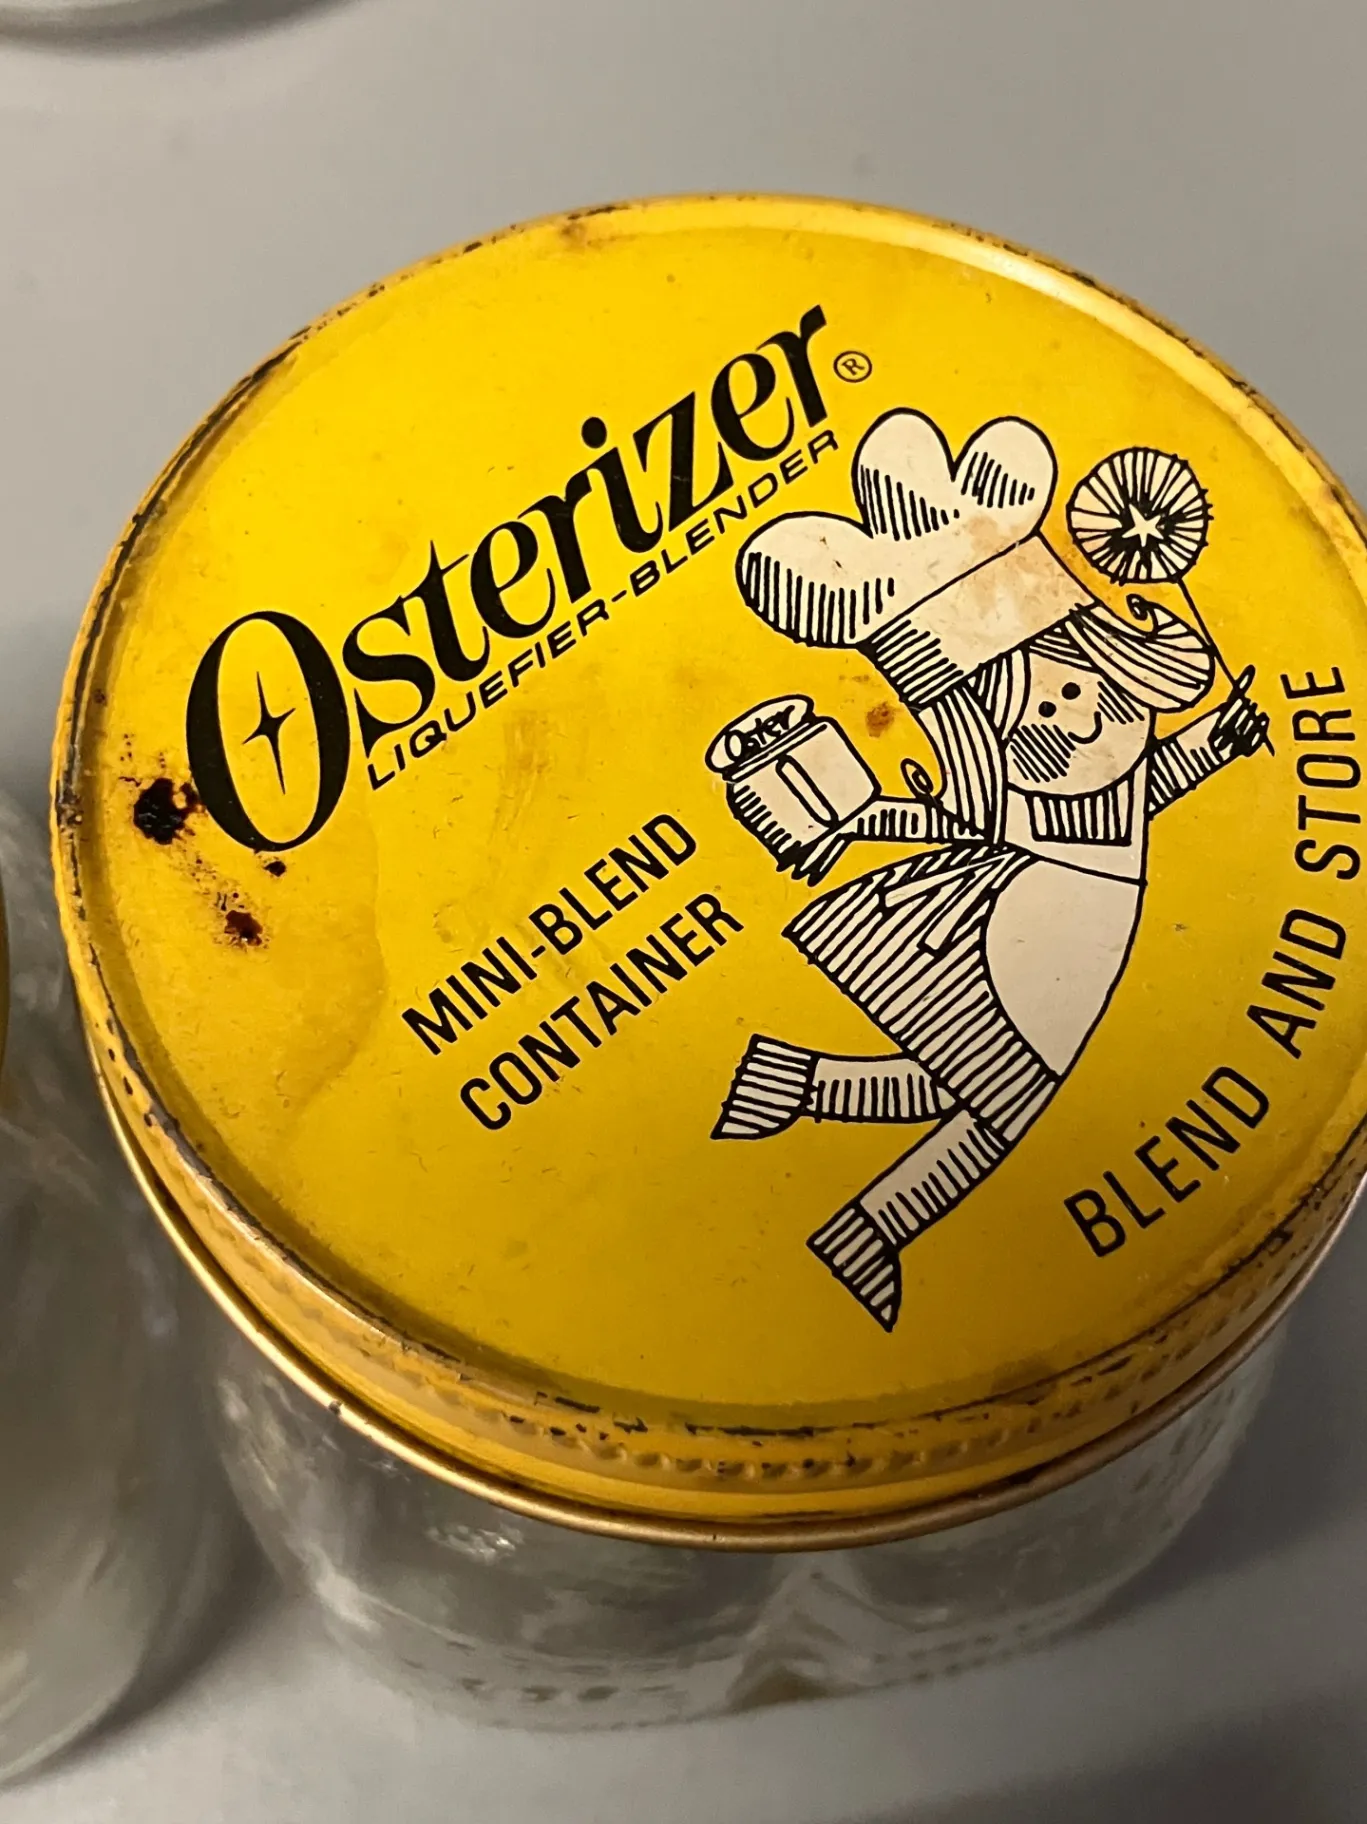 Osterizer®
LIQUEFIER-BLENDER
Oster
MINI-BLEND
CONTAINER
BLEND AND STORE